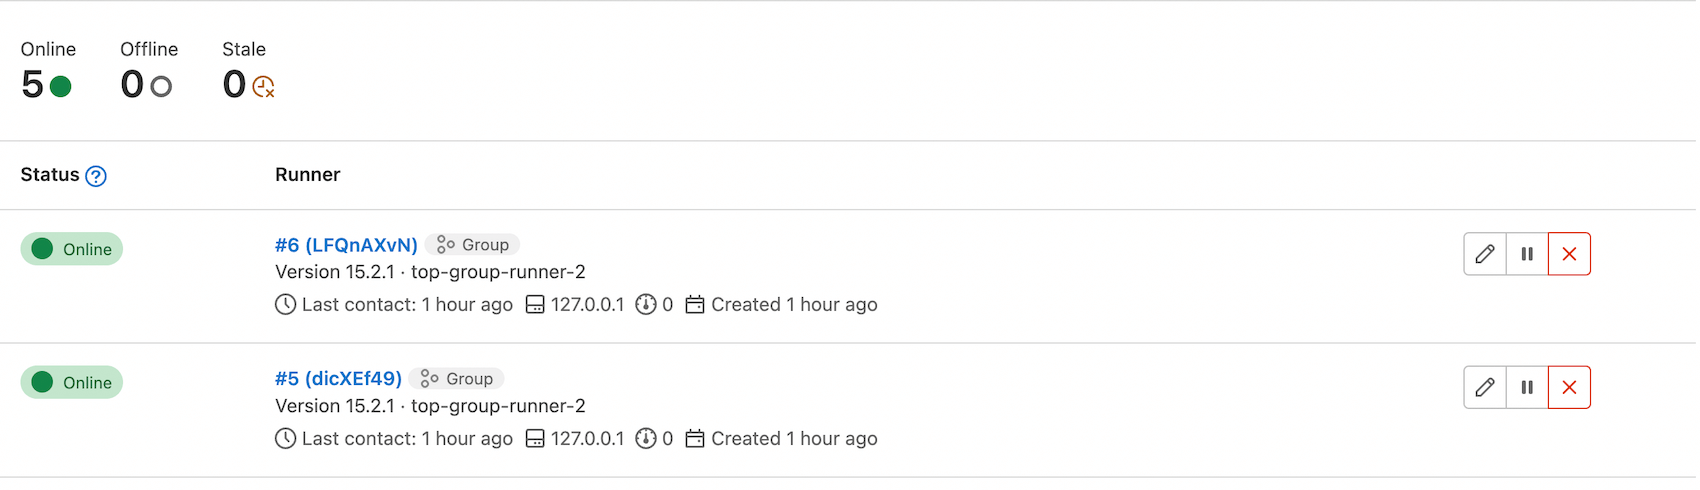 Online Offline Stale
5 0 0
Status ? Runner
Online #6 (LFQnAXvN) Group
Version 15.2.1 · top-group-runner-2
Last contact: 1 hour ago 127.0.0.1 0 Created 1 hour ago
Online #5 (dicXEf49) Group
Version 15.2.1 · top-group-runner-2
Last contact: 1 hour ago 127.0.0.1 0 Created 1 hour ago